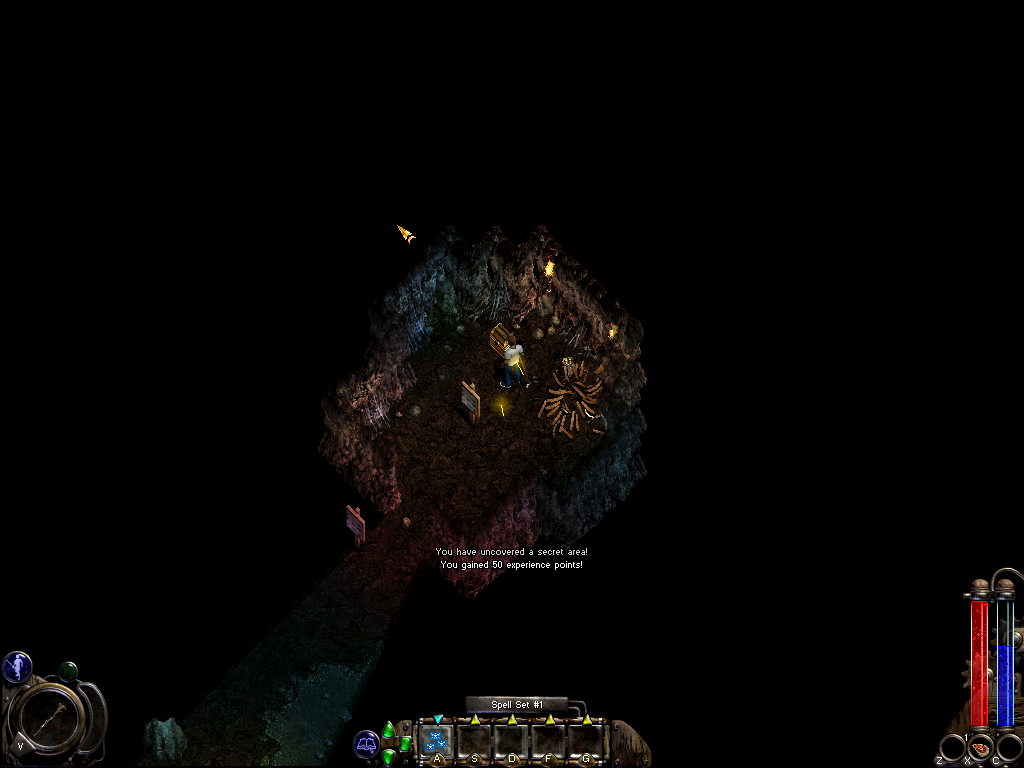 You have uncovered a secret area!
You gained 50 experience points!
Spell Set #1
A S D F G
V
Z X C